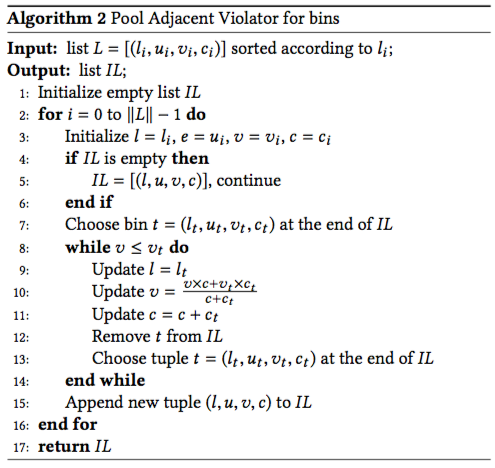 Algorithm 2 Pool Adjacent Violator for bins
Input: list L = [(l_i, u_i, v_i, c_i)] sorted according to l_i;
Output: list IL;
1: Initialize empty list IL
2: for i = 0 to ||L|| − 1 do
3: Initialize l = l_i, e = u_i, v = v_i, c = c_i
4: if IL is empty then
5: IL = [(l, u, v, c)], continue
6: end if
7: Choose bin t = (l_t, u_t, v_t, c_t) at the end of IL
8: while v ≤ v_t do
9: Update l = l_t
10: Update v = (v×c+v_t×c_t)/(c+c_t)
11: Update c = c + c_t
12: Remove t from IL
13: Choose tuple t = (l_t, u_t, v_t, c_t) at the end of IL
14: end while
15: Append new tuple (l, u, v, c) to IL
16: end for
17: return IL